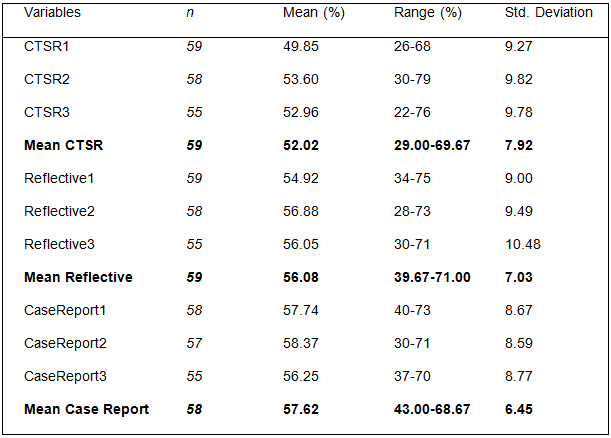 Variables n Mean (%) Range (%) Std. Deviation
CTSR1 59 49.85 26-68 9.27
CTSR2 58 53.60 30-79 9.82
CTSR3 55 52.96 22-76 9.78
Mean CTSR 59 52.02 29.00-69.67 7.92
Reflective1 59 54.92 34-75 9.00
Reflective2 58 56.88 28-73 9.49
Reflective3 55 56.05 30-71 10.48
Mean Reflective 59 56.08 39.67-71.00 7.03
CaseReport1 58 57.74 40-73 8.67
CaseReport2 57 58.37 30-71 8.59
CaseReport3 55 56.25 37-70 8.77
Mean Case Report 58 57.62 43.00-68.67 6.45